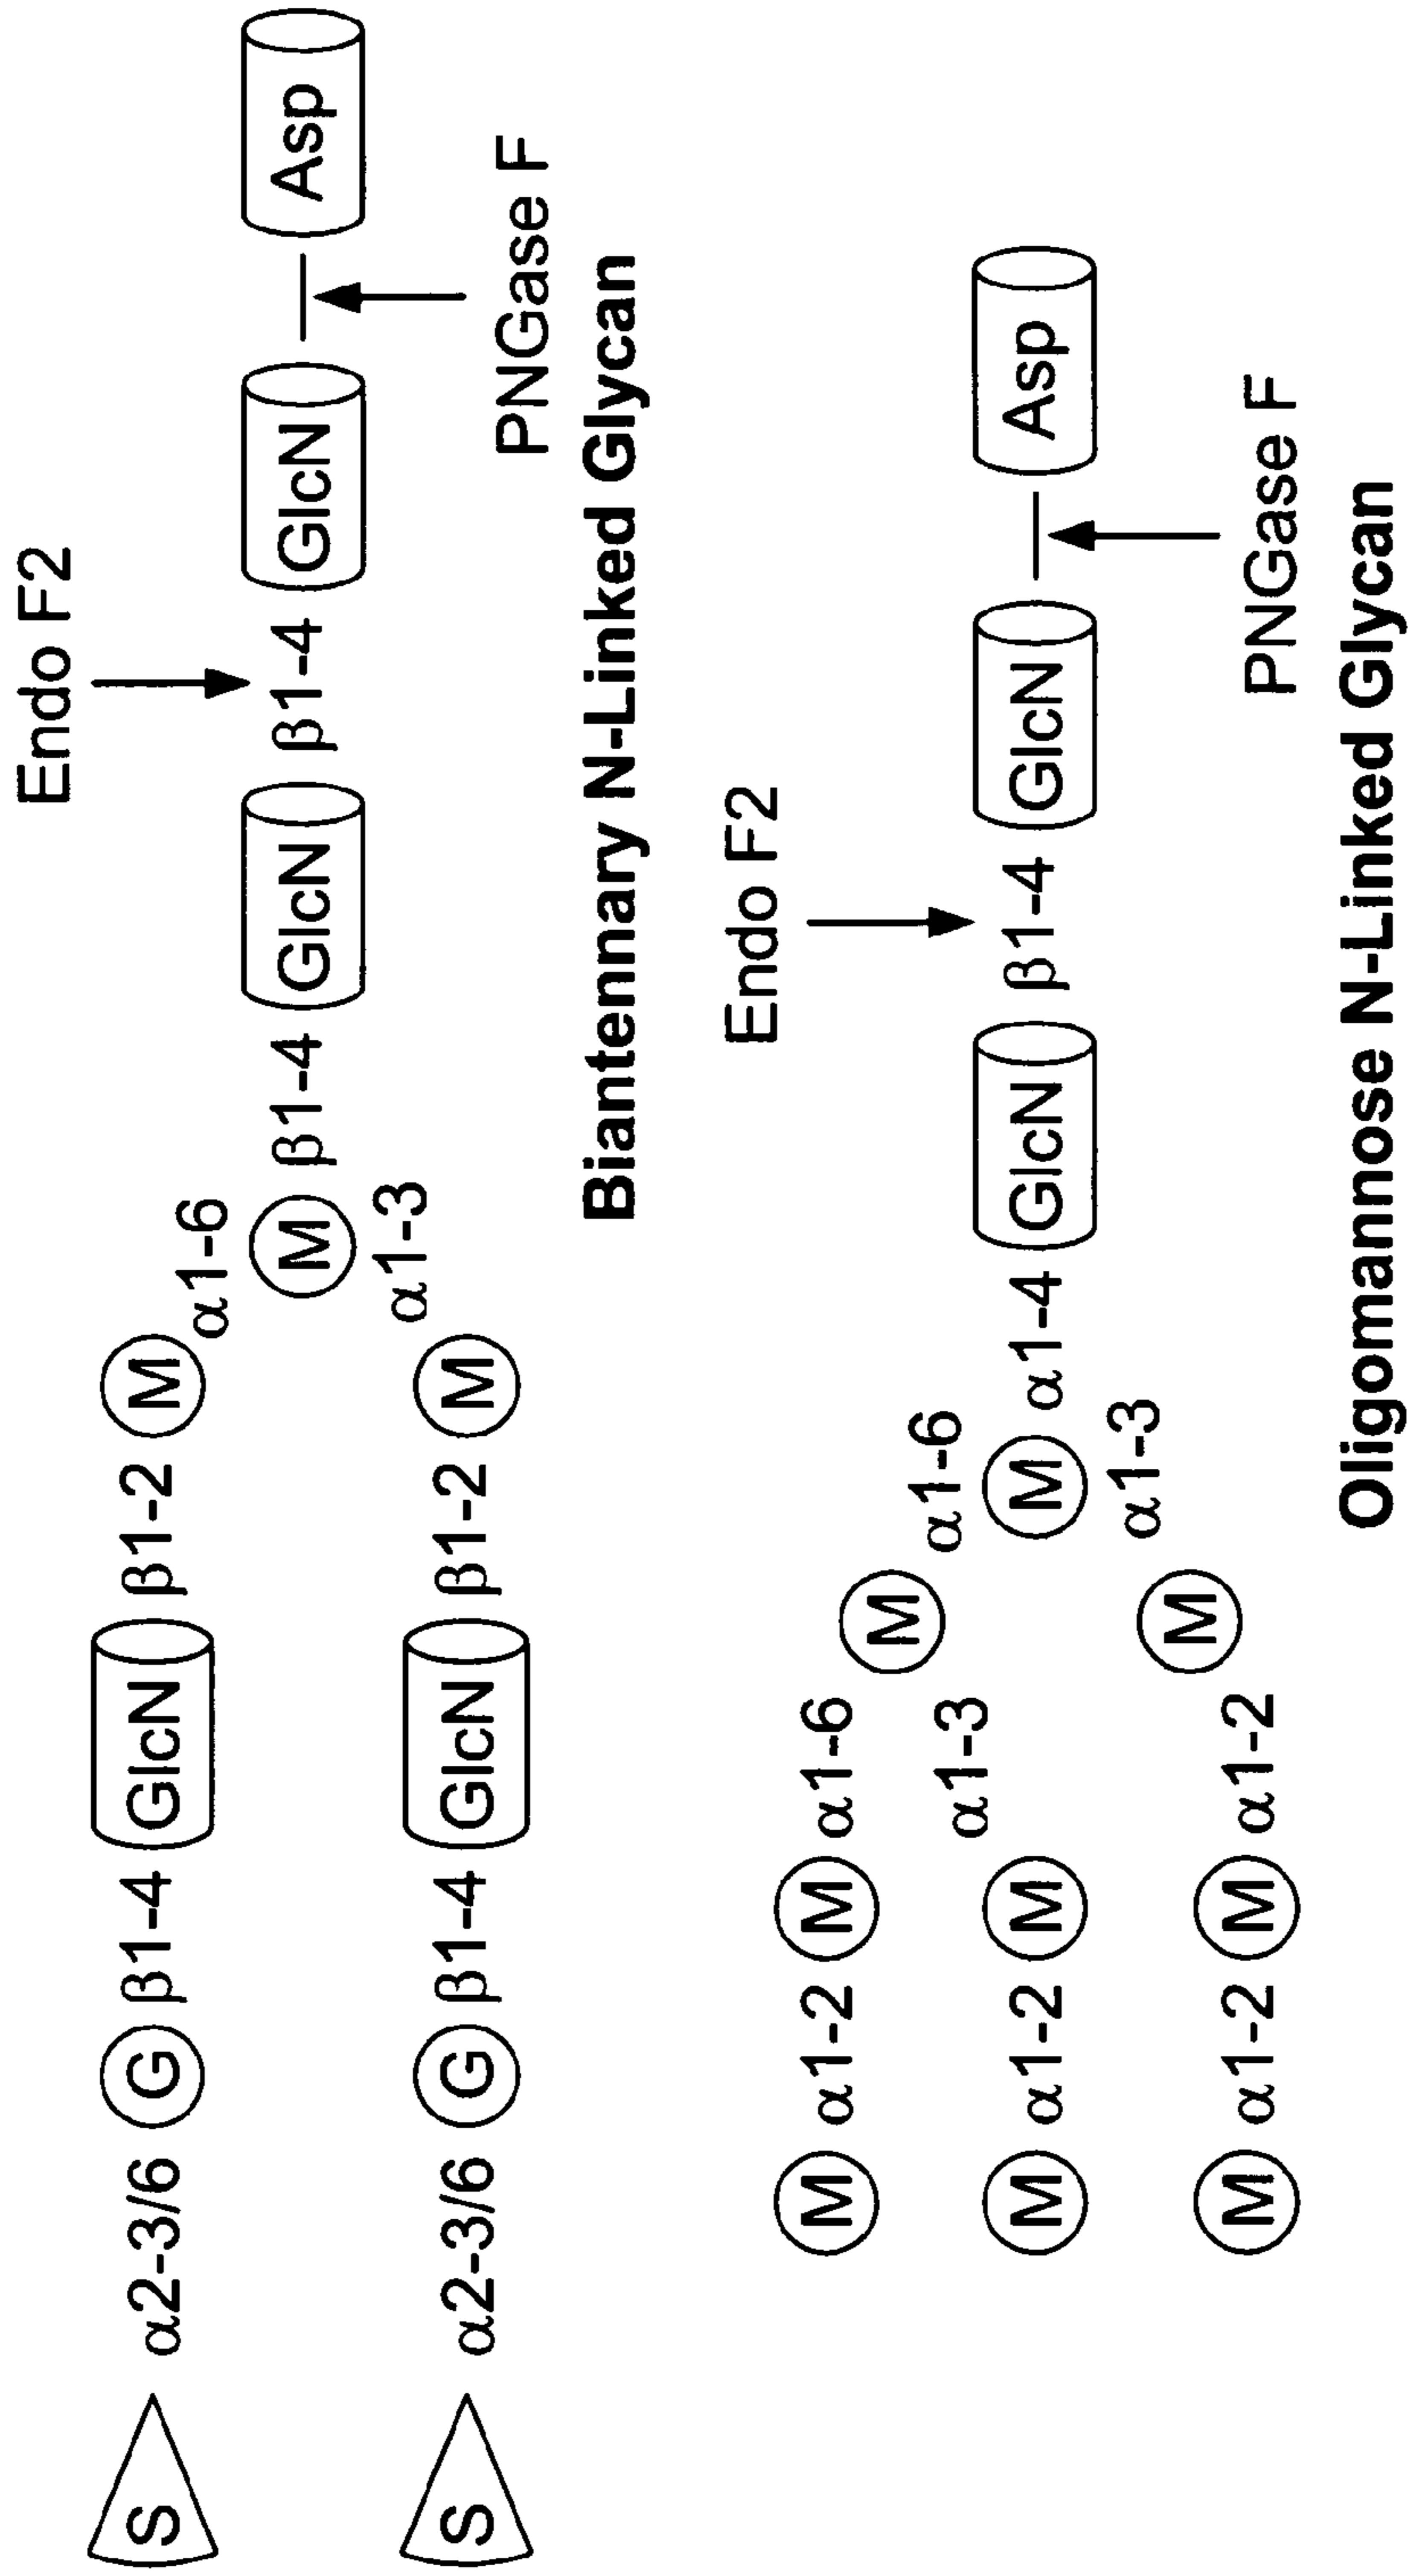 Endo F2
S α2-3/6 G β1-4 GlcN β1-2 M α1-6
M β1-4 GlcN β1-4 GlcN Asp
S α2-3/6 G β1-4 GlcN β1-2 M α1-3
PNGase F
Biantennary N-Linked Glycan
Endo F2
M α1-2 M α1-6 M α1-6
M α1-2 M α1-3 M α1-4 GlcN β1-4 GlcN Asp
M α1-2 M α1-2 M α1-3
PNGase F
Oligomannose N-Linked Glycan